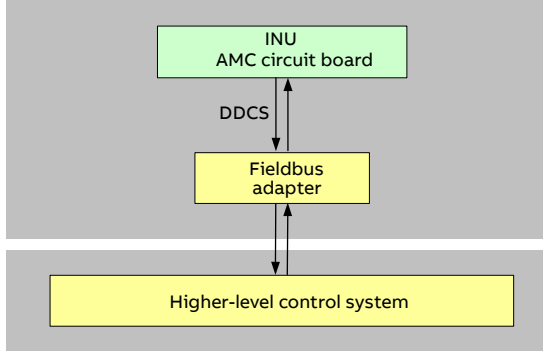 INU
AMC circuit board
DDCS
Fieldbus
adapter
Higher-level control system